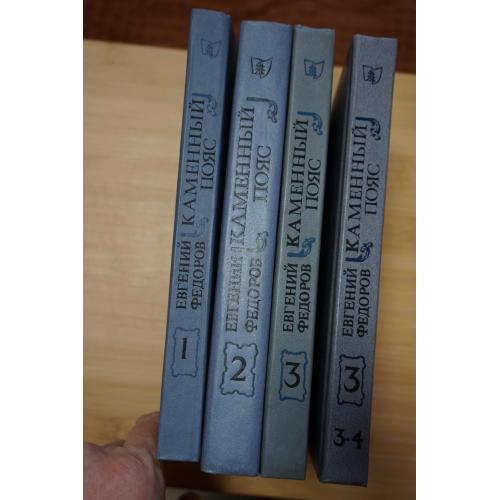 ЕВГЕНИЙ
ФЕДОРОВ
КАМЕННЫЙ
ПОЯС
1
ЕВГЕНИЙ
ФЕДОРОВ
КАМЕННЫЙ
ПОЯС
2
ЕВГЕНИЙ
ФЕДОРОВ
КАМЕННЫЙ
ПОЯС
3
ЕВГЕНИЙ
ФЕДОРОВ
КАМЕННЫЙ
ПОЯС
3
3-4